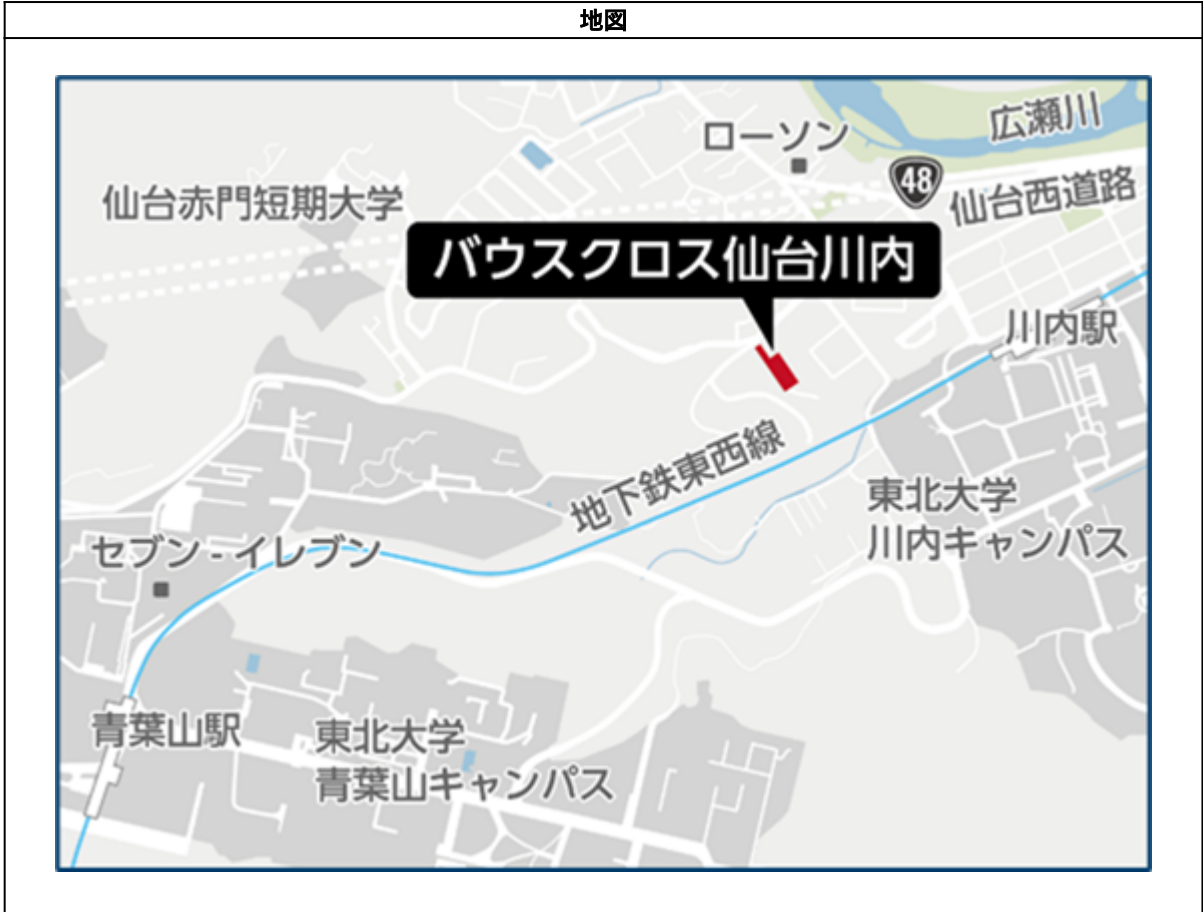 地図
広瀬川
ローソン
48
仙台西道路
仙台赤門短期大学
バウスクロス仙台川内
川内駅
地下鉄東西線
東北大学
川内キャンパス
セブン-イレブン
青葉山駅
東北大学
青葉山キャンパス